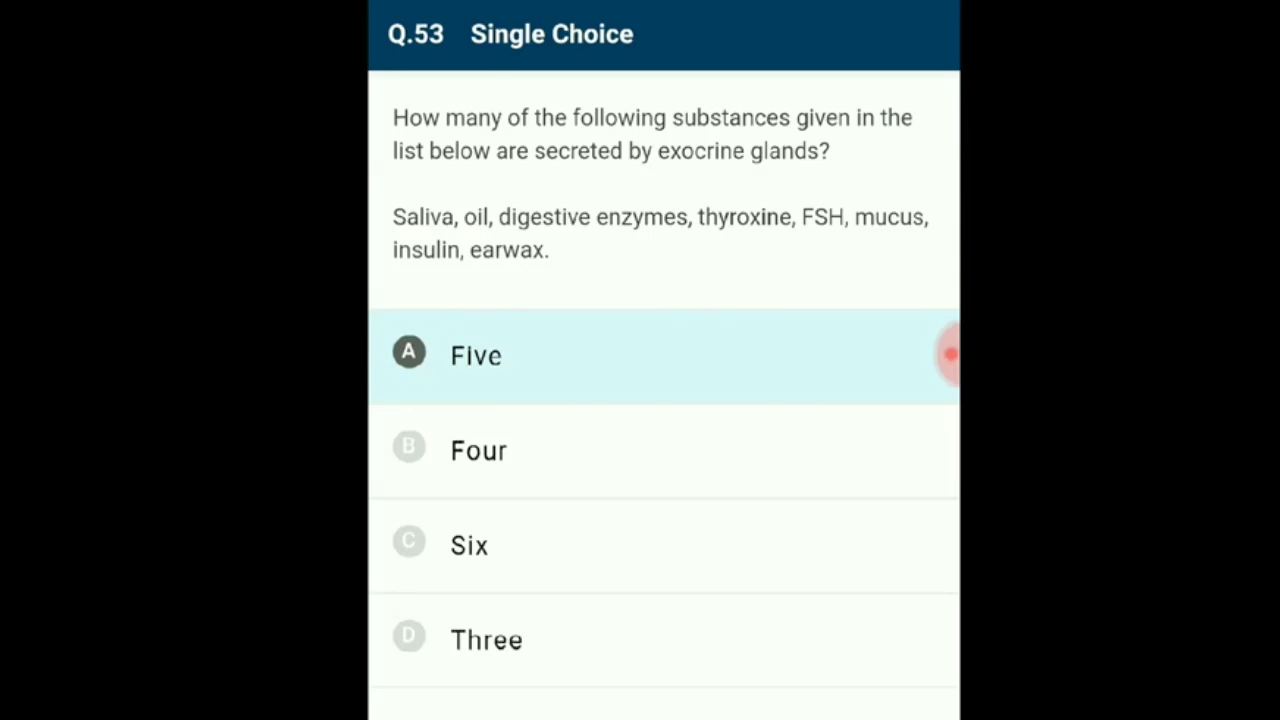 Q.53 Single Choice
How many of the following substances given in the
list below are secreted by exocrine glands?
Saliva, oil, digestive enzymes, thyroxine, FSH, mucus,
insulin, earwax.
A Five
B Four
C Six
D Three